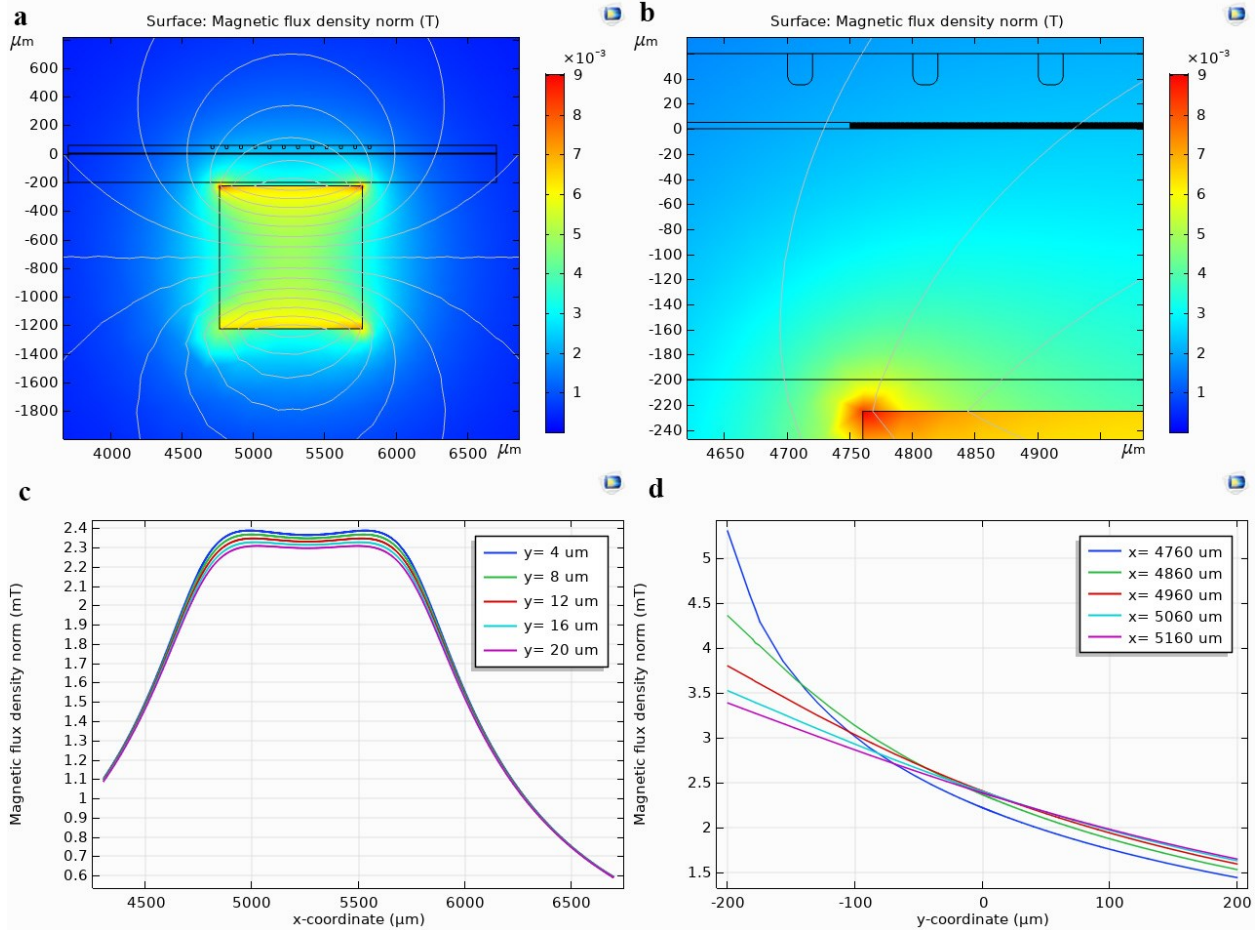 a
Surface: Magnetic flux density norm (T)
μm
×10⁻³
800
600
400
200
0
-200
-400
-600
-800
-1000
-1200
-1400
-1600
-1800
4000 4500 5000 5500 6000 6500 μm
9
8
7
6
5
4
3
2
1
b
Surface: Magnetic flux density norm (T)
μm
×10⁻³
40
20
0
-20
-40
-60
-80
-100
-120
-140
-160
-180
-200
-220
-240
4650 4700 4750 4800 4850 4900 μm
9
8
7
6
5
4
3
2
1
c
Magnetic flux density norm (mT)
2.4
2.3
2.2
2.1
2
1.9
1.8
1.7
1.6
1.5
1.4
1.3
1.2
1.1
1
0.9
0.8
0.7
0.6
y= 4 um
y= 8 um
y= 12 um
y= 16 um
y= 20 um
4500 5000 5500 6000 6500
x-coordinate (μm)
d
Magnetic flux density norm (mT)
5
4.5
4
3.5
3
2.5
2
1.5
x= 4760 um
x= 4860 um
x= 4960 um
x= 5060 um
x= 5160 um
-200 -100 0 100 200
y-coordinate (μm)